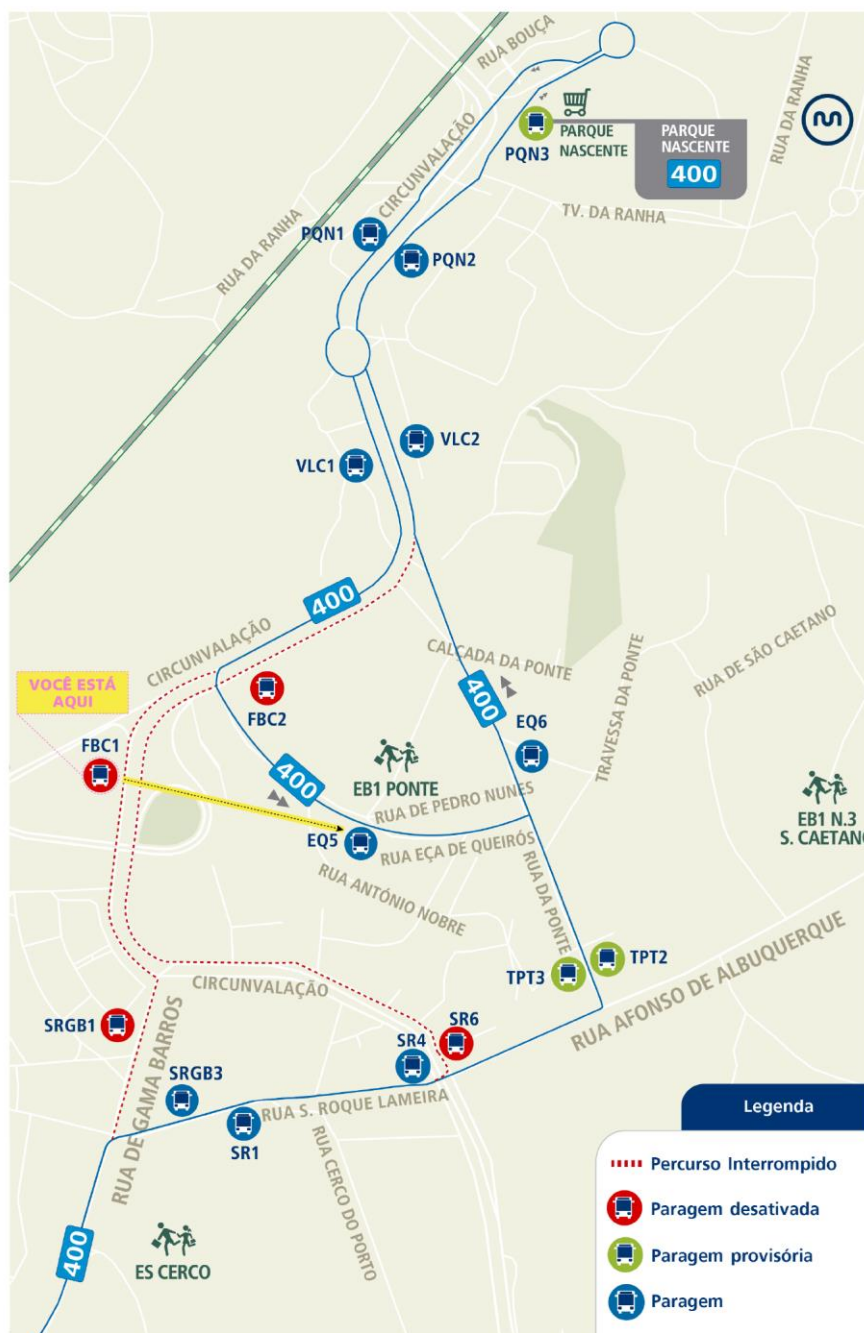 RUA BOUÇA
RUA DA RANHA
PARQUE
NASCENTE
PQN3
PARQUE
NASCENTE
400
CIRCUNVALAÇÃO
TV. DA RANHA
RUA DA RANHA
PQN1
PQN2
VLC2
VLC1
400
CIRCUNVALAÇÃO
CALÇADA DA PONTE
RUA DE SÃO CAETANO
TRAVESSA DA PONTE
VOCÊ ESTÁ
AQUI
FBC2
400
EQ6
FBC1
400
EB1 PONTE
RUA DE PEDRO NUNES
EB1 N.3
S. CAETANO
EQ5
RUA EÇA DE QUEIRÓS
RUA ANTÓNIO NOBRE
RUA DA PONTE
TPT2
TPT3
RUA AFONSO DE ALBUQUERQUE
CIRCUNVALAÇÃO
SRGB1
SR6
SR4
RUA DE GAMA BARROS
SRGB3
RUA S. ROQUE LAMEIRA
SR1
RUA CERCO DO PORTO
400
ES CERCO
Legenda
Percurso Interrompido
Paragem desativada
Paragem provisória
Paragem